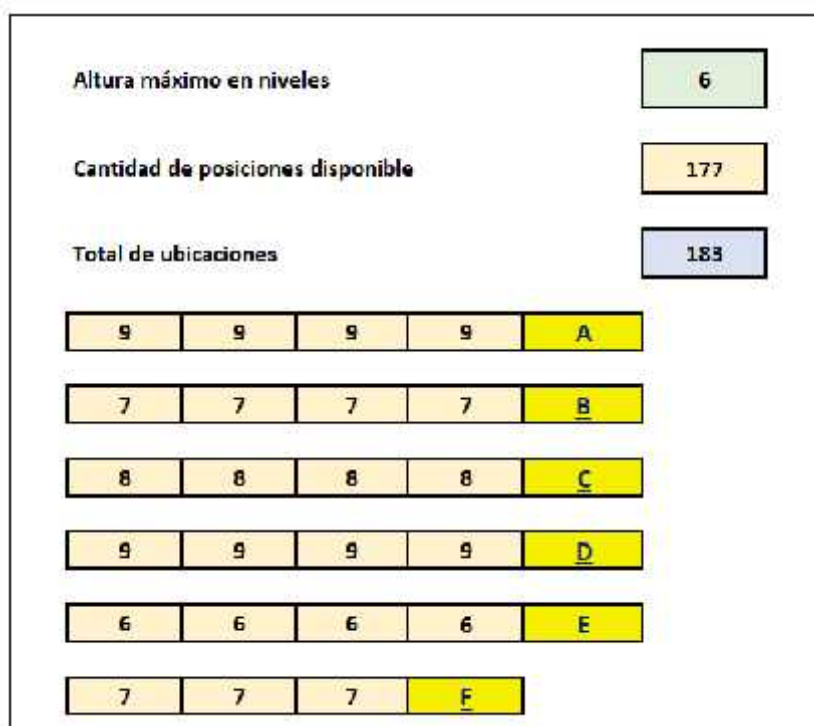 Altura máximo en niveles 6
Cantidad de posiciones disponible 177
Total de ubicaciones 183
9 9 9 9 A
7 7 7 7 B
8 8 8 8 C
9 9 9 9 D
6 6 6 6 E
7 7 7 F